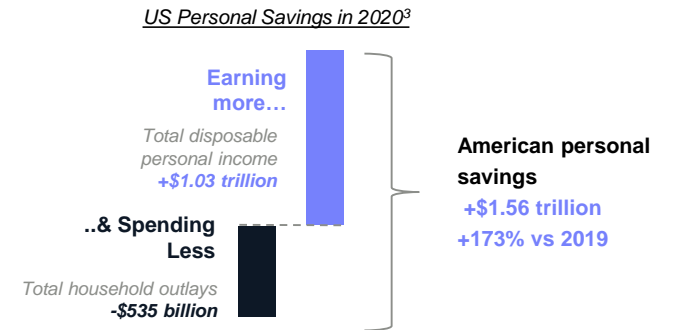 US Personal Savings in 2020³
Earning
more…
Total disposable
personal income
+$1.03 trillion
..& Spending
Less
Total household outlays
-$535 billion
American personal
savings
+$1.56 trillion
+173% vs 2019